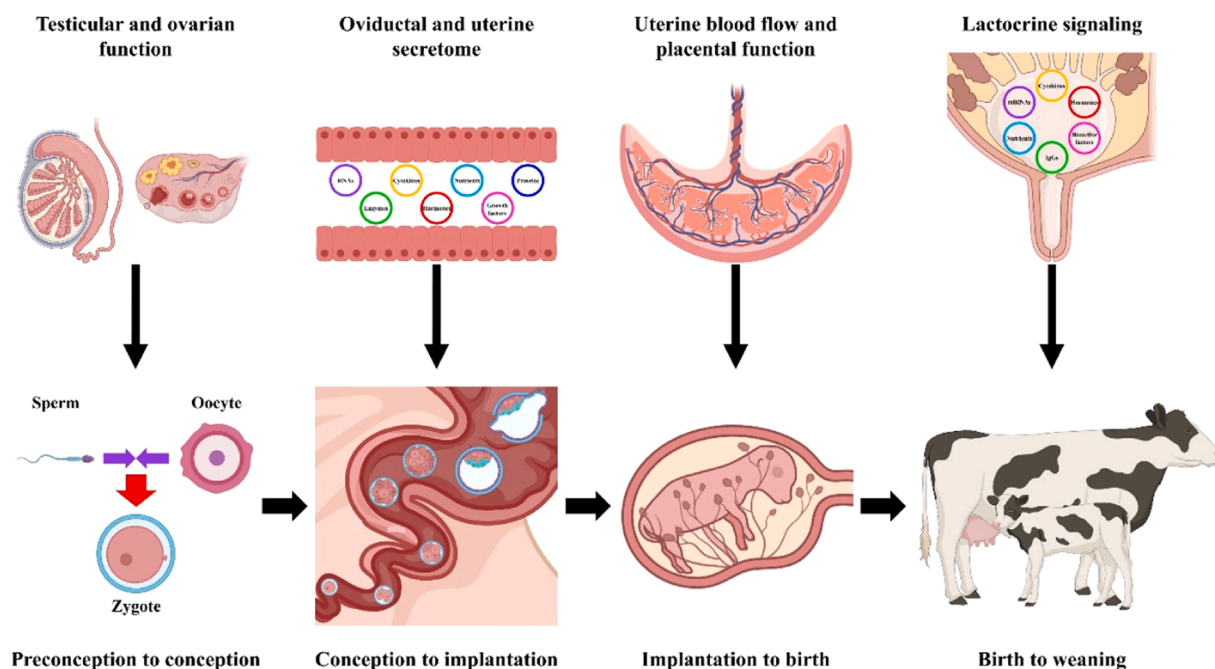 Testicular and ovarian
function
Oviductal and uterine
secretome
Uterine blood flow and
placental function
Lactocrine signaling
RNAs
Cytokines
Nutrients
Proteins
Enzymes
Hormones
Growth
factors
Cytokines
miRNAs
Hormones
Nutrients
Bioactive
factors
IgGs
Sperm
Oocyte
Zygote
Preconception to conception
Conception to implantation
Implantation to birth
Birth to weaning